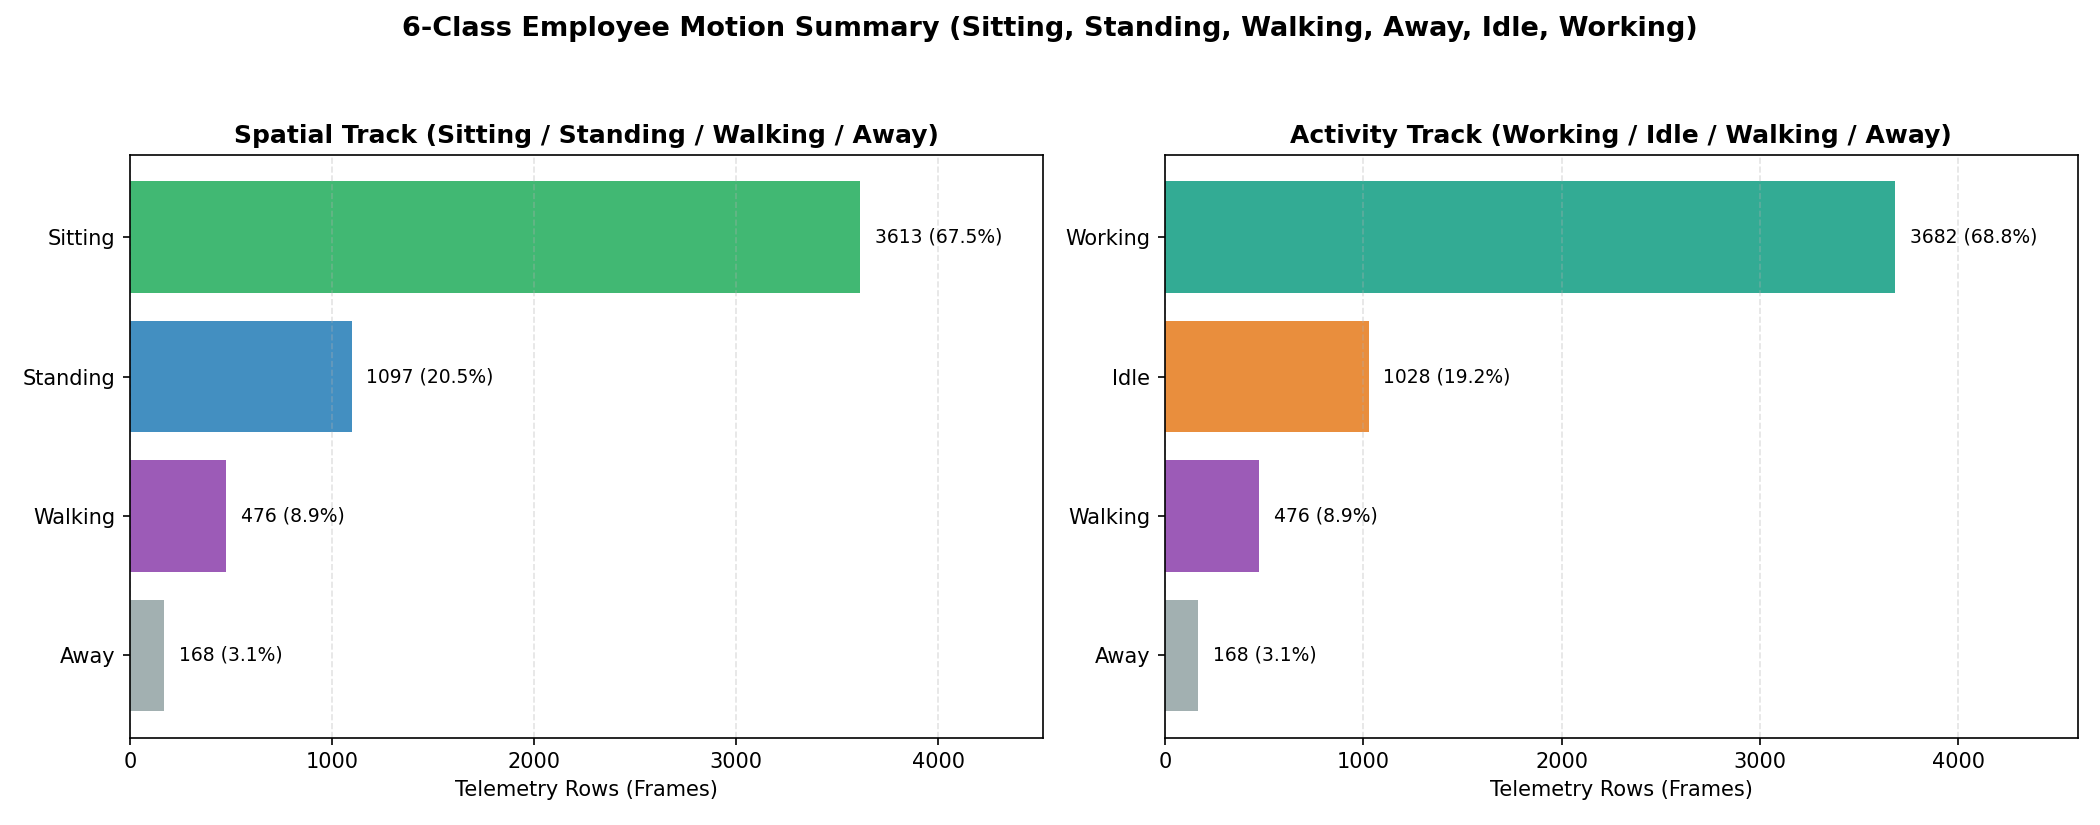 6-Class Employee Motion Summary (Sitting, Standing, Walking, Away, Idle, Working)
Spatial Track (Sitting / Standing / Walking / Away)
Sitting
3613 (67.5%)
Standing
1097 (20.5%)
Walking
476 (8.9%)
Away
168 (3.1%)
0 1000 2000 3000 4000
Telemetry Rows (Frames)
Activity Track (Working / Idle / Walking / Away)
Working
3682 (68.8%)
Idle
1028 (19.2%)
Walking
476 (8.9%)
Away
168 (3.1%)
0 1000 2000 3000 4000
Telemetry Rows (Frames)